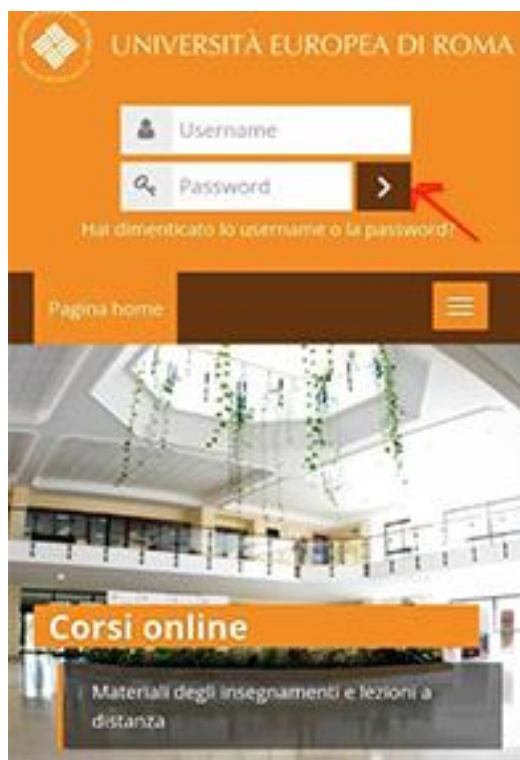 UNIVERSITÀ EUROPEA DI ROMA
Username
Password
Hai dimenticato lo username o la password?
Pagina home
Corsi online
Materiali degli insegnamenti e lezioni a
distanza